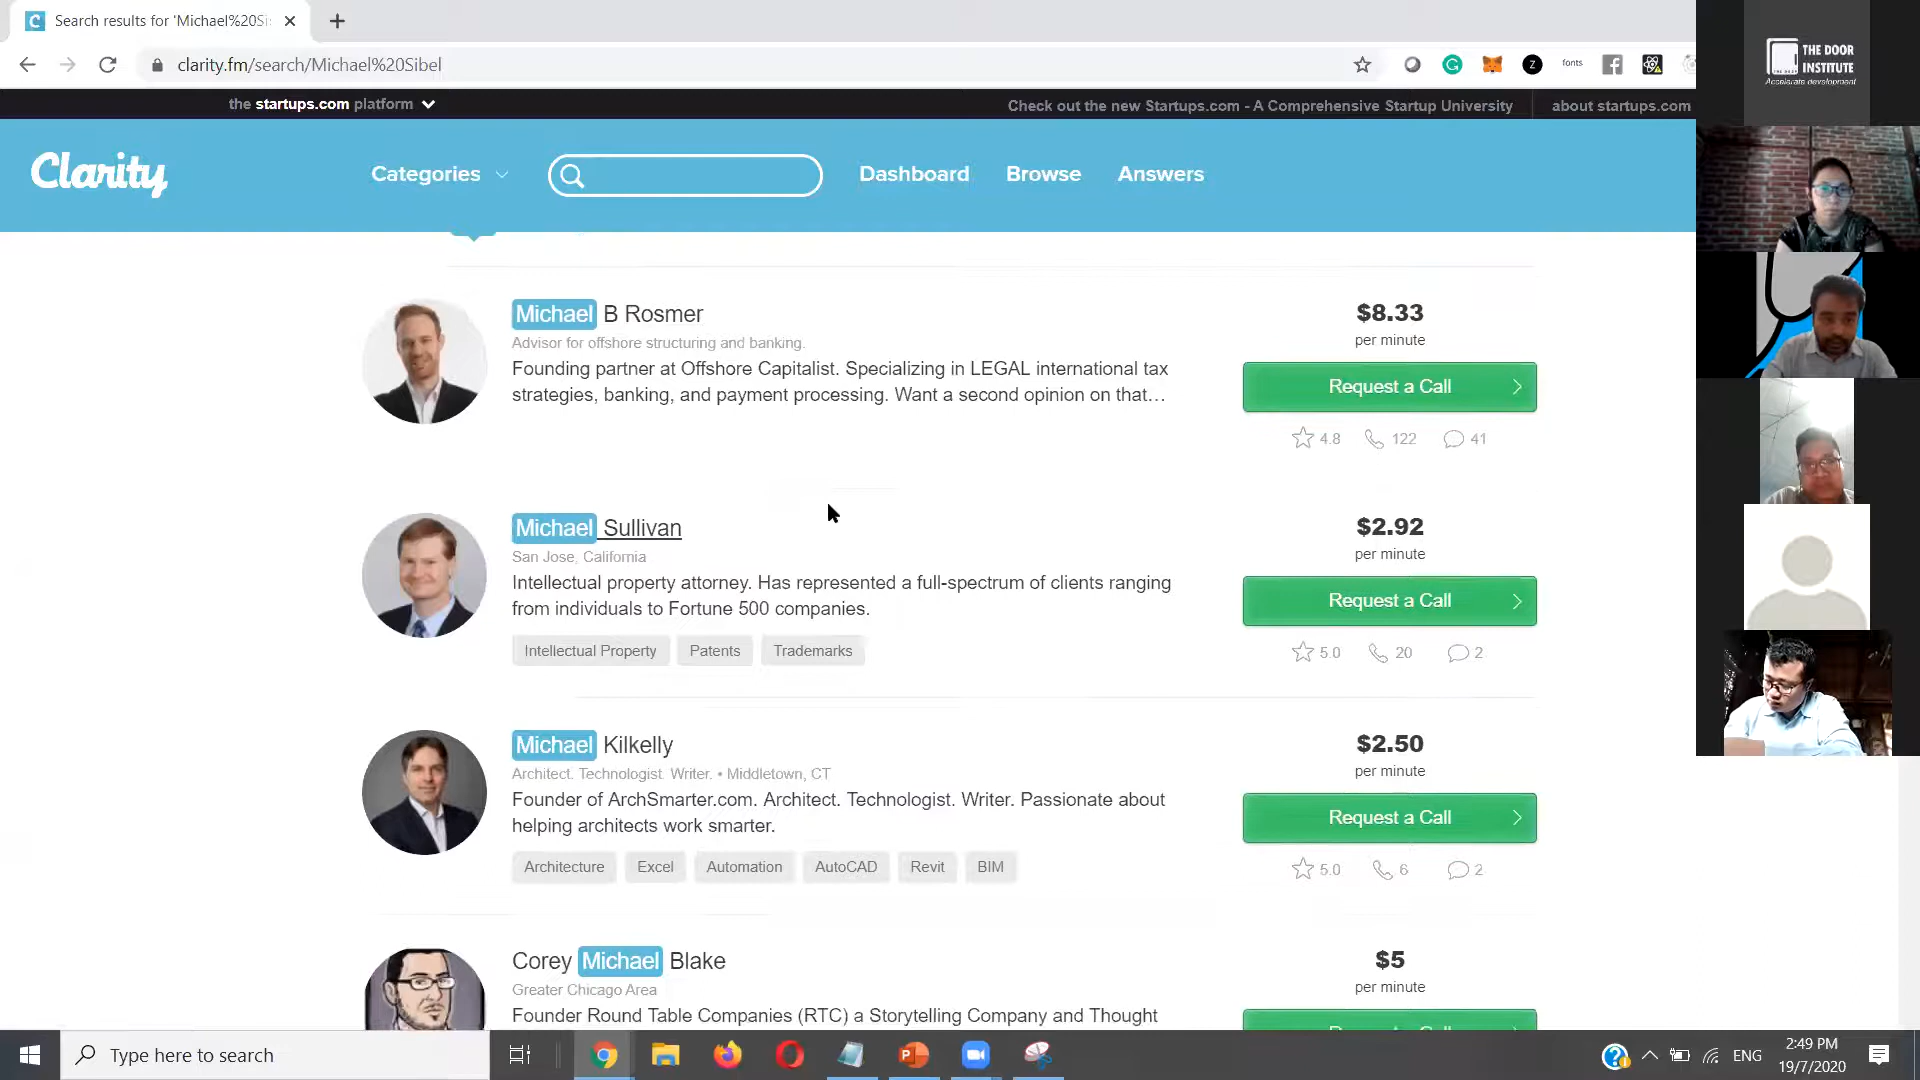 Search results for 'Michael%20Si
clarity.fm/search/Michael%20Sibel
fonts
the startups.com platform
Check out the new Startups.com - A Comprehensive Startup University
about startups.com
Clarity
Categories
Dashboard
Browse
Answers
Michael B Rosmer
Advisor for offshore structuring and banking.
Founding partner at Offshore Capitalist. Specializing in LEGAL international tax
strategies, banking, and payment processing. Want a second opinion on that...
$8.33
per minute
Request a Call
4.8 122 41
Michael Sullivan
San Jose, California
Intellectual property attorney. Has represented a full-spectrum of clients ranging
from individuals to Fortune 500 companies.
Intellectual Property Patents Trademarks
$2.92
per minute
Request a Call
5.0 20 2
Michael Kilkelly
Architect. Technologist. Writer. • Middletown, CT
Founder of ArchSmarter.com. Architect. Technologist. Writer. Passionate about
helping architects work smarter.
Architecture Excel Automation AutoCAD Revit BIM
$2.50
per minute
Request a Call
5.0 6 2
Corey Michael Blake
Greater Chicago Area
Founder Round Table Companies (RTC) a Storytelling Company and Thought
$5
per minute
THE DOOR
INSTITUTE
Accelerate development
Type here to search
ENG
2:49 PM
19/7/2020